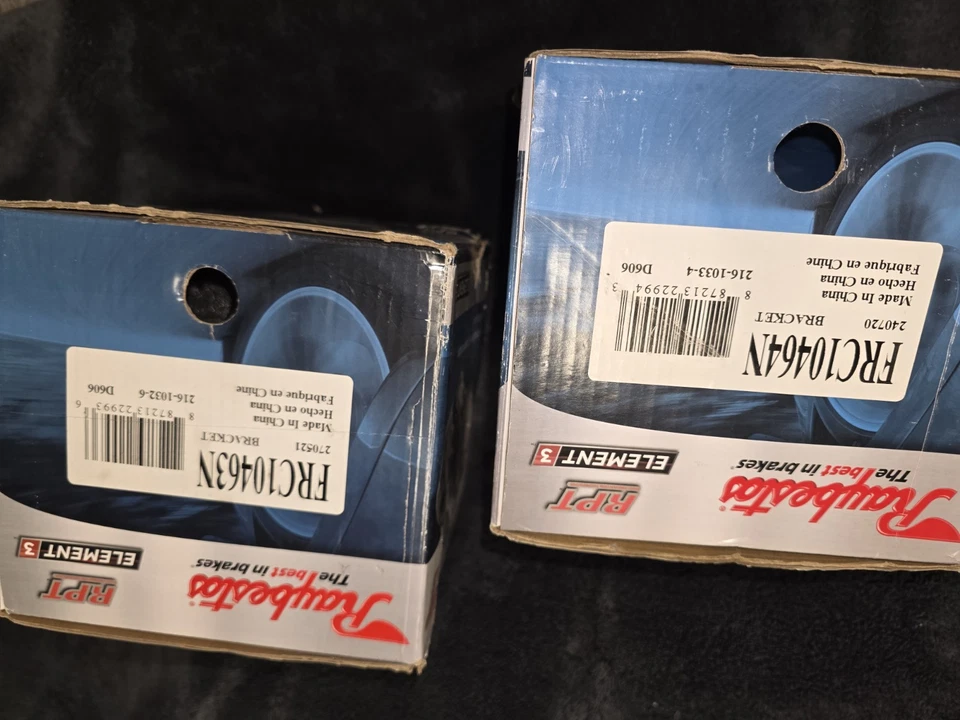 Raybestos
The best in brakes
RPT
ELEMENT 3
FRC10463N
270521
BRACKET
Made In China
Hecho en China
Fabrique en Chine
8 87213 22993 6
216-1032-6
D606
Raybestos
The best in brakes
RPT
ELEMENT 3
FRC10464N
240720
BRACKET
Made In China
Hecho en China
Fabrique en Chine
8 87213 22994 3
216-1033-4
D606